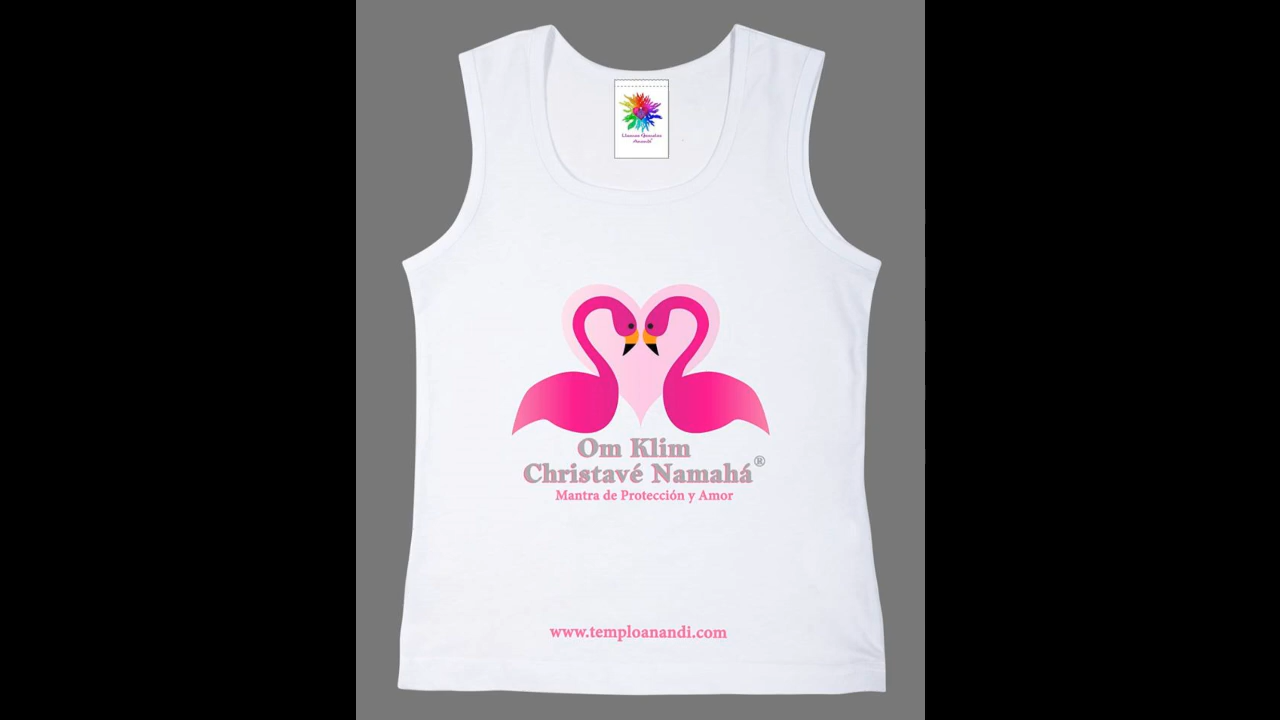 Om Klim
Christavé Namahá®
Mantra de Protección y Amor
www.temploanandi.com